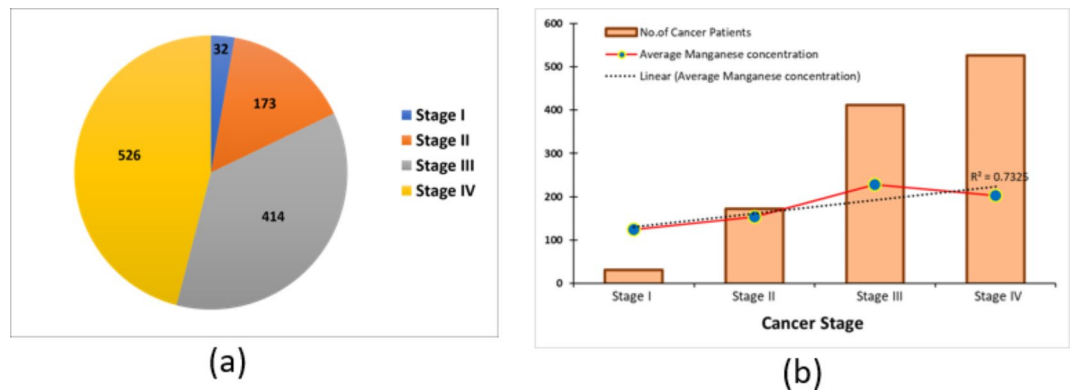 32
173
526
414
Stage I
Stage II
Stage III
Stage IV
(a)
600
500
400
300
200
100
0
No.of Cancer Patients
Average Manganese concentration
Linear (Average Manganese concentration)
R² = 0.7325
Stage I Stage II Stage III Stage IV
Cancer Stage
(b)